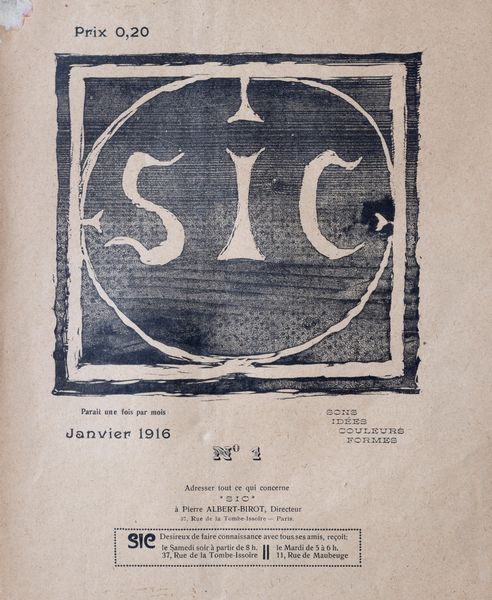 Prix 0,20
SIC
Paraît une fois par mois
Janvier 1916
SONS
IDÉES
COULEURS
FORMES
Nº 1
Adresser tout ce qui concerne
"SIC"
à Pierre ALBERT-BIROT, Directeur
37, Rue de la Tombe-Issoire — Paris.
SIC Desireux de faire connaissance avec tous ses amis, reçoit:
le Samedi soir à partir de 8 h. || le Mardi de 5 à 6 h.
37, Rue de la Tombe-Issoire || 11, Rue de Maubeuge